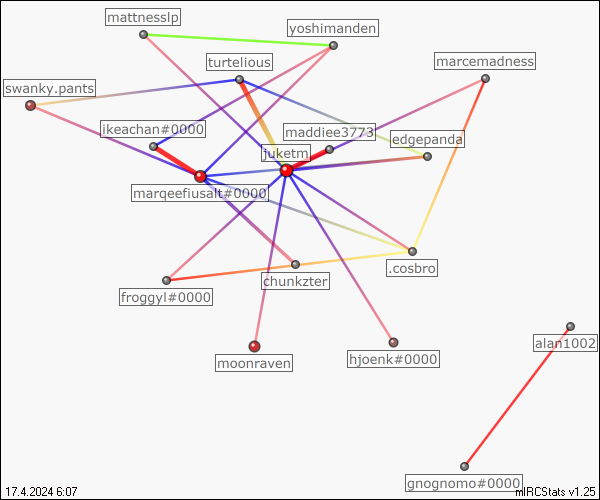 mattnesslp
yoshimanden
turtelious
marcemadness
swanky.pants
ikeachan#0000
maddiee3773
edgepanda
juketm
marqeefiusalt#0000
.cosbro
chunkzter
froggyl#0000
alan1002
moonraven
hjoenk#0000
gnognomo#0000
17.4.2024 6:07
mIRCStats v1.25